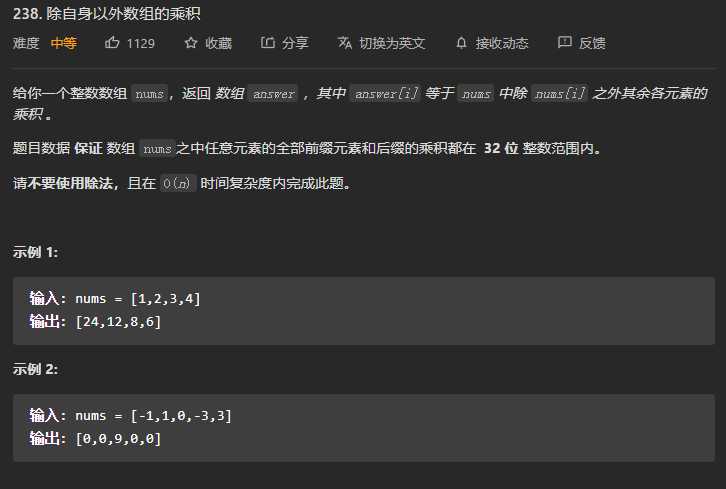 238. 除自身以外数组的乘积
难度 中等 1129 收藏 分享 切换为英文 接收动态 反馈
给你一个整数数组 nums，返回 数组 answer ，其中 answer[i] 等于 nums 中除 nums[i] 之外其余各元素的
乘积 。
题目数据 保证 数组 nums之中任意元素的全部前缀元素和后缀的乘积都在 32 位 整数范围内。
请不要使用除法，且在 O(n) 时间复杂度内完成此题。
示例 1:
输入: nums = [1,2,3,4]
输出: [24,12,8,6]
示例 2:
输入: nums = [-1,1,0,-3,3]
输出: [0,0,9,0,0]